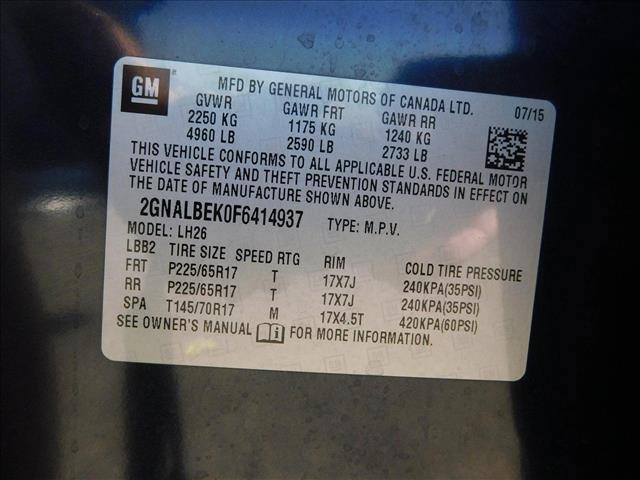 GM
MFD BY GENERAL MOTORS OF CANADA LTD. 07/15
GVWR GAWR FRT GAWR RR
2250 KG 1175 KG 1240 KG
4960 LB 2590 LB 2733 LB
THIS VEHICLE CONFORMS TO ALL APPLICABLE U.S. FEDERAL MOTOR
VEHICLE SAFETY AND THEFT PREVENTION STANDARDS IN EFFECT ON
THE DATE OF MANUFACTURE SHOWN ABOVE.
2GNALBEK0F6414937 TYPE: M.P.V.
MODEL: LH26
LBB2 TIRE SIZE SPEED RTG RIM COLD TIRE PRESSURE
FRT P225/65R17 T 17X7J 240KPA(35PSI)
RR P225/65R17 T 17X7J 240KPA(35PSI)
SPA T145/70R17 M 17X4.5T 420KPA(60PSI)
SEE OWNER'S MANUAL FOR MORE INFORMATION.